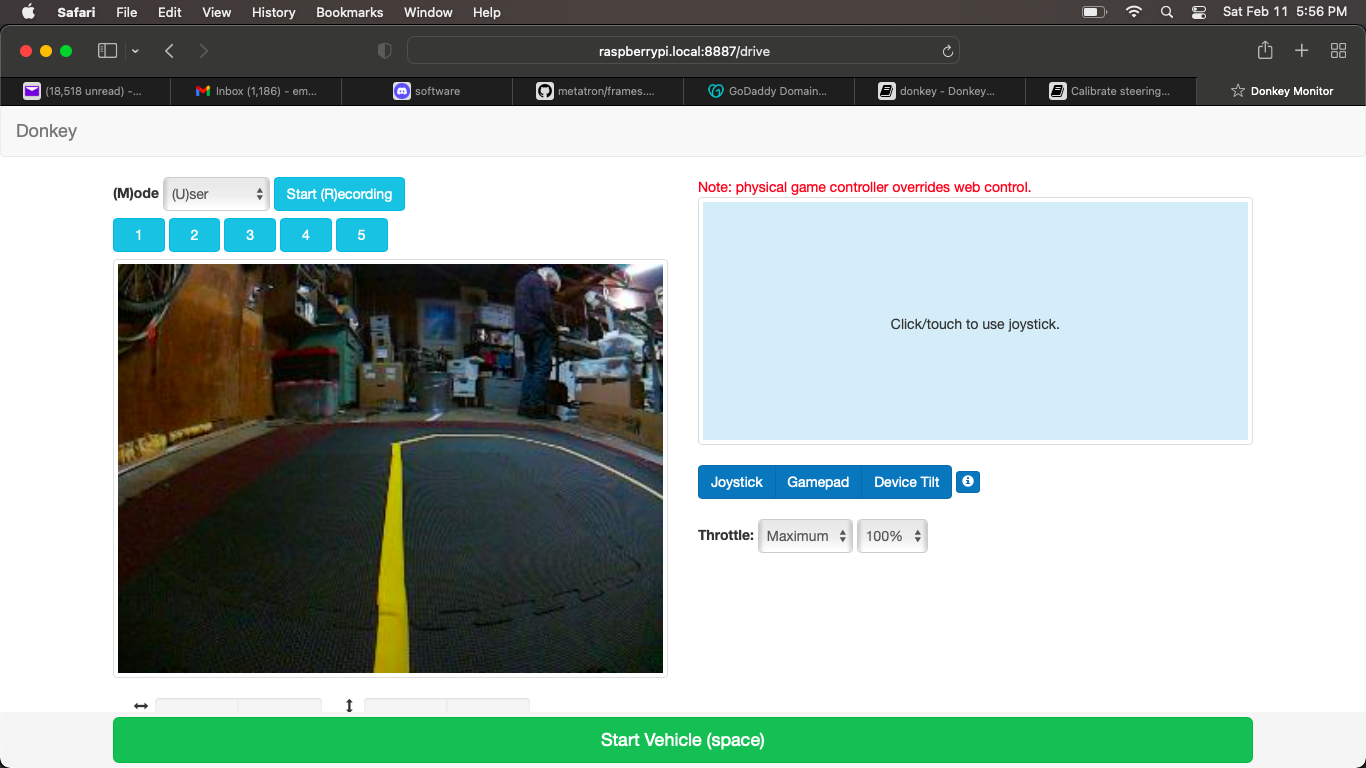 Safari File Edit View History Bookmarks Window Help Sat Feb 11 5:56 PM
raspberrypi.local:8887/drive
(18,518 unread) -... Inbox (1,186) - em... software metatron/frames.... GoDaddy Domain... donkey - Donkey... Calibrate steering... Donkey Monitor
Donkey
(M)ode (U)ser Start (R)ecording
1 2 3 4 5
Note: physical game controller overrides web control.
Click/touch to use joystick.
Joystick Gamepad Device Tilt
Throttle: Maximum 100%
Start Vehicle (space)